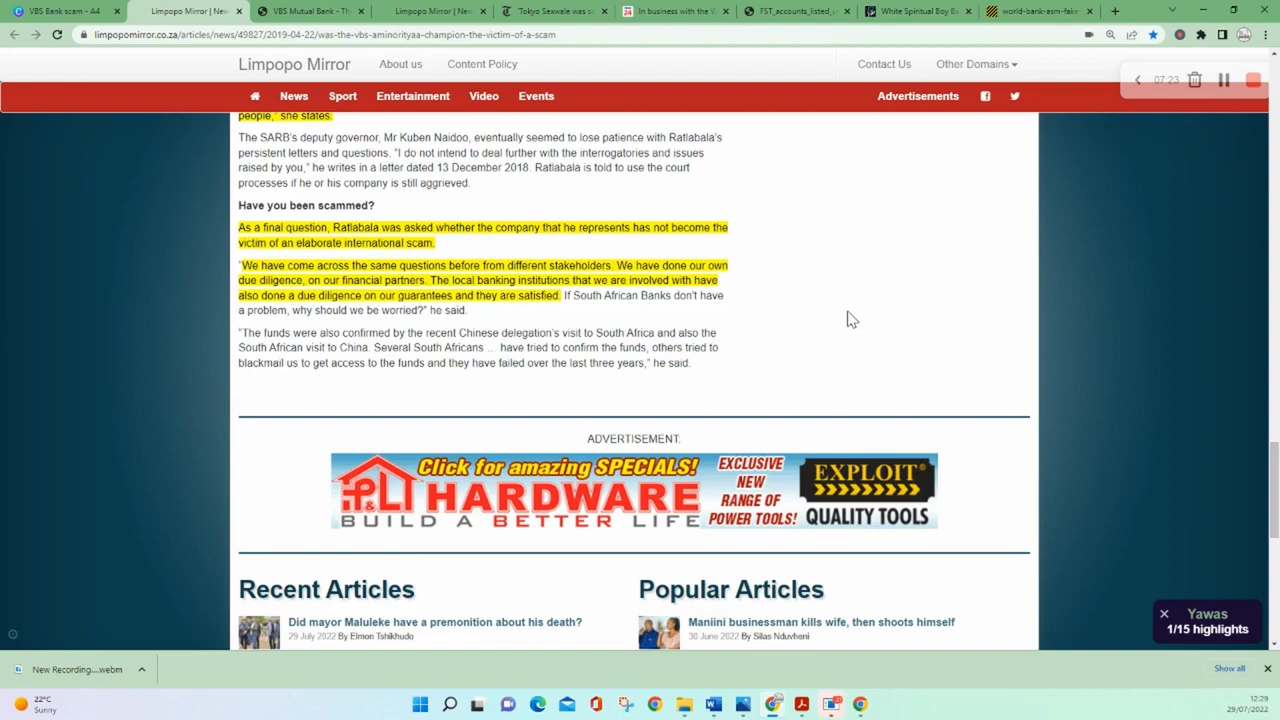 VBS Bank scam - A4
Limpopo Mirror | Ne
VBS Mutual Bank - Th
Limpopo Mirror | Nev
Tokyo Sexwale was sc
In business with the V
FST_accounts_listed_i
White Spiritual Boy Ba
world-bank-asm-fake
limpopomirror.co.za/articles/news/49827/2019-04-22/was-the-vbs-aminorityaa-champion-the-victim-of-a-scam
Limpopo Mirror
About us
Content Policy
Contact Us
Other Domains
07:23
News
Sport
Entertainment
Video
Events
Advertisements
people," she states.
The SARB's deputy governor, Mr Kuben Naidoo, eventually seemed to lose patience with Ratlabala's
persistent letters and questions. "I do not intend to deal further with the interrogatories and issues
raised by you," he writes in a letter dated 13 December 2018. Ratlabala is told to use the court
processes if he or his company is still aggrieved.
Have you been scammed?
As a final question, Ratlabala was asked whether the company that he represents has not become the
victim of an elaborate international scam.
"We have come across the same questions before from different stakeholders. We have done our own
due diligence, on our financial partners. The local banking institutions that we are involved with have
also done a due diligence on our guarantees and they are satisfied. If South African Banks don't have
a problem, why should we be worried?" he said.
"The funds were also confirmed by the recent Chinese delegation's visit to South Africa and also the
South African visit to China. Several South Africans ... have tried to confirm the funds, others tried to
blackmail us to get access to the funds and they have failed over the last three years," he said.
ADVERTISEMENT.
Click for amazing SPECIALS!
P&LI HARDWARE
BUILD A BETTER LIFE
EXCLUSIVE
NEW
RANGE OF
POWER TOOLS!
EXPLOIT
QUALITY TOOLS
Recent Articles
Popular Articles
Did mayor Maluleke have a premonition about his death?
29 July 2022 By Elmon Tshikhudo
Maniini businessman kills wife, then shoots himself
30 June 2022 By Silas Nduvheni
Yawas
1/15 highlights
New Recording....webm
Show all
22°C
Sunny
12:29
29/07/2022